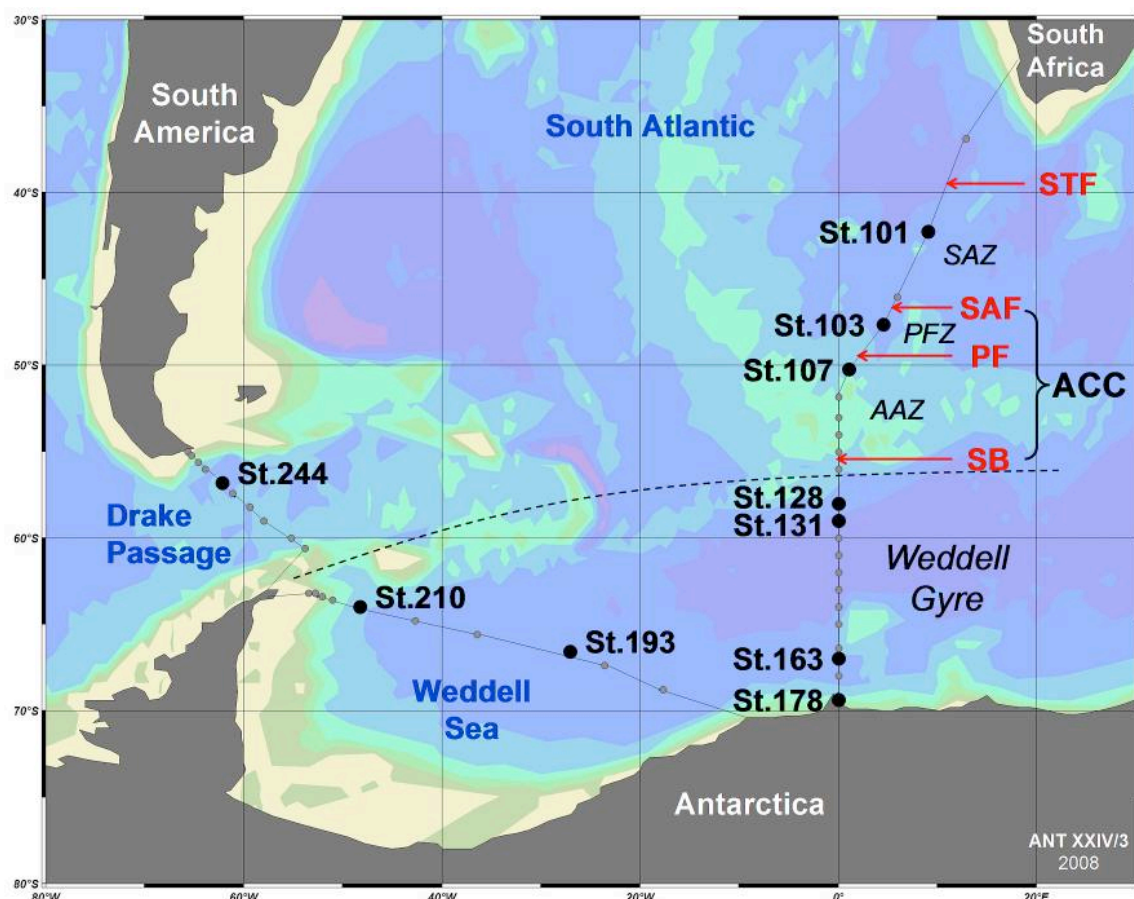 30°S
South
America
South Atlantic
South
Africa
40°S
STF
St.101
SAZ
SAF
St.103
PFZ
PF
50°S
St.107
ACC
AAZ
SB
St.244
St.128
Drake
Passage
St.131
60°S
Weddell
Gyre
St.210
St.193
St.163
Weddell
Sea
St.178
70°S
Antarctica
ANT XXIV/3
2008
80°S
80°W
60°W
40°W
20°W
0°
20°E